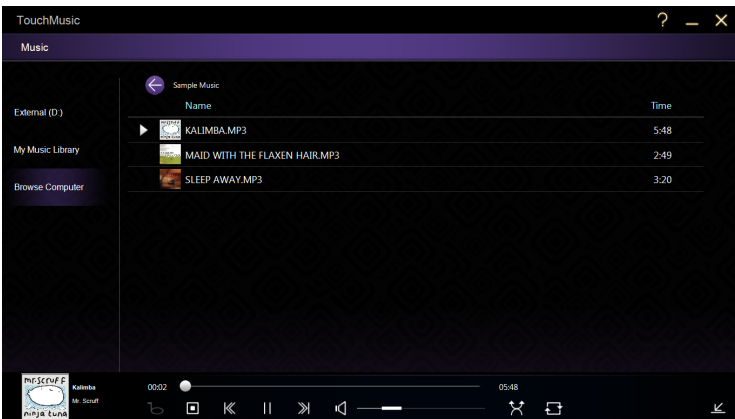 TouchMusic
?
Music
Sample Music
Name Time
External (D:)
KALIMBA.MP3 5:48
My Music Library
MAID WITH THE FLAXEN HAIR.MP3 2:49
Browse Computer
SLEEP AWAY.MP3 3:20
mr.scruff
ninja tuna
Kalimba
Mr. Scruff
00:02 05:48